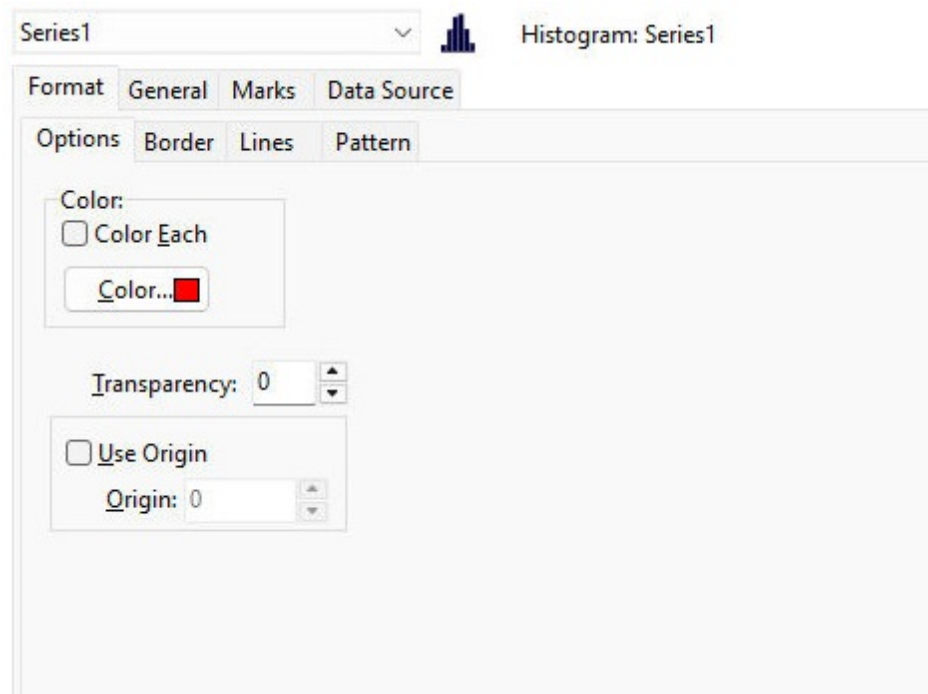 Series1 Histogram: Series1
Format General Marks Data Source
Options Border Lines Pattern
Color:
Color Each
Color...
Transparency: 0
Use Origin
Origin: 0